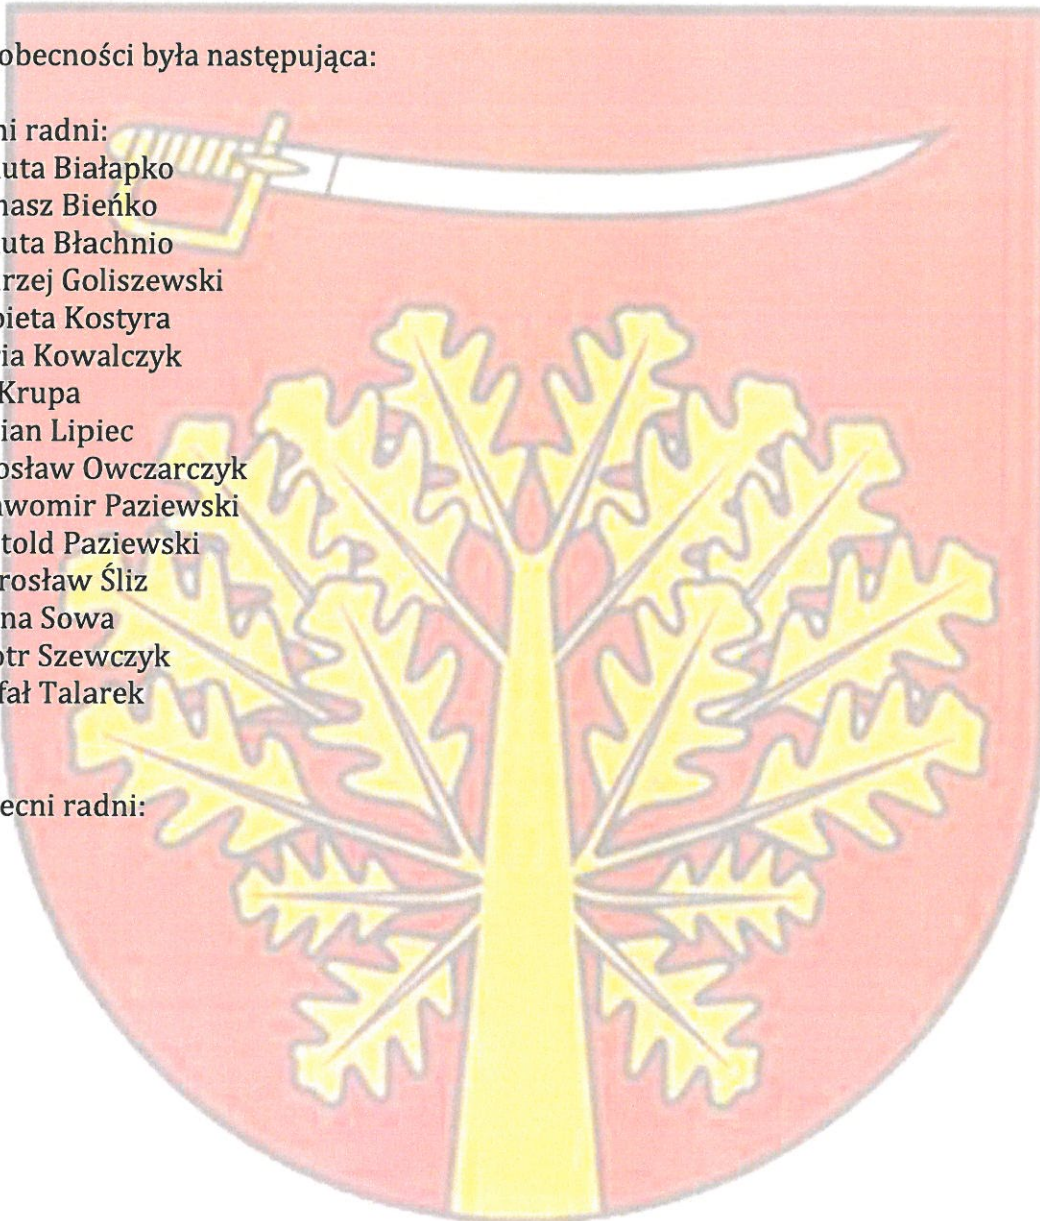 obecności była następująca:
ni radni:
uta Białapko
nasz Bieńko
uta Błachnio
rzej Goliszewski
bieta Kostyra
ria Kowalczyk
Krupa
ian Lipiec
osław Owczarczyk
awomir Paziewski
told Paziewski
rosław Śliz
na Sowa
otr Szewczyk
fał Talarek
ecni radni: